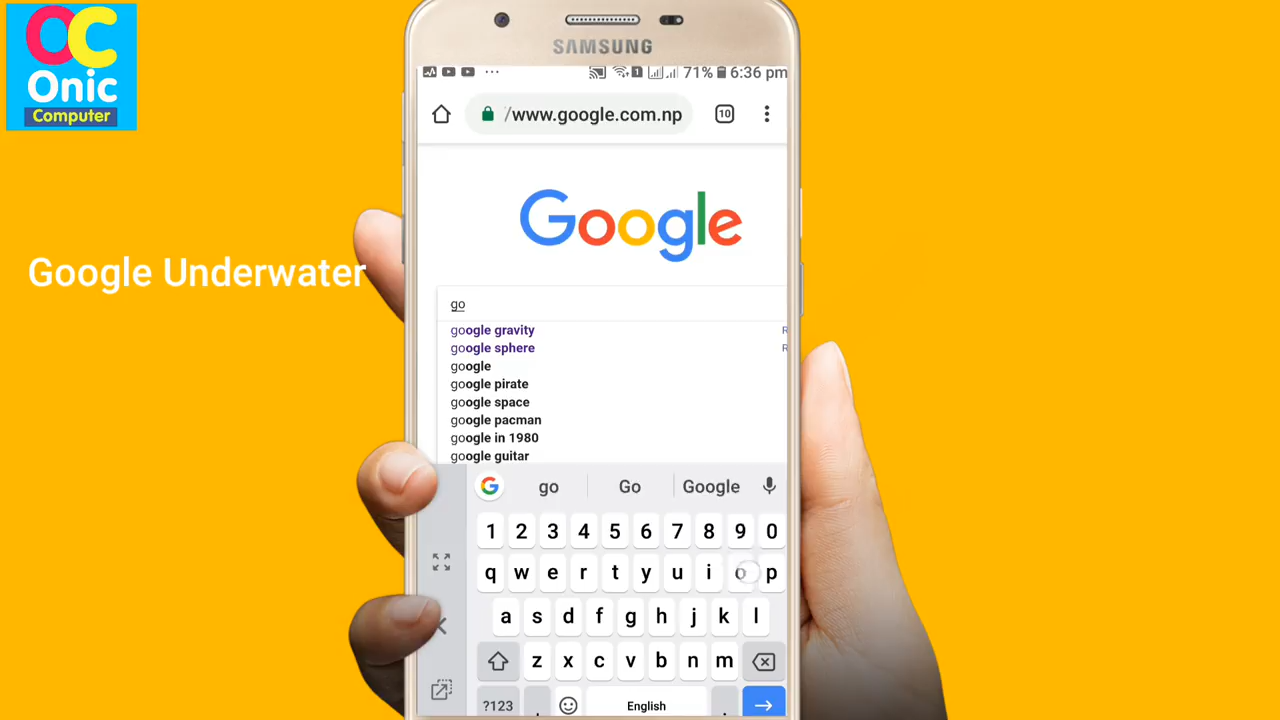 OC
Onic
Computer
SAMSUNG
71% 6:36 pm
/www.google.com.np
10
Google
Google Underwater
go
google gravity
google sphere
google
google pirate
google space
google pacman
google in 1980
google guitar
go Go Google
1 2 3 4 5 6 7 8 9 0
q w e r t y u i o p
a s d f g h j k l
z x c v b n m
?123 , English .